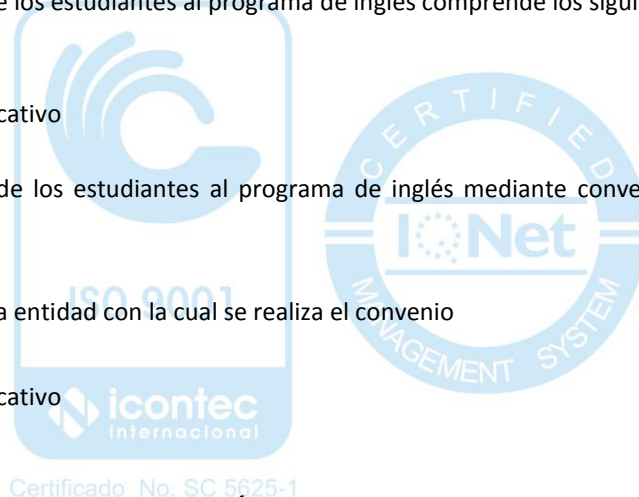 e los estudiantes al programa de inglés comprende los sigui
cativo
de los estudiantes al programa de inglés mediante conve
a entidad con la cual se realiza el convenio
cativo
ISO 9001
icontec
internacional
Certificado No. SC 5625-1
CERTIFIED
IQNet
MANAGEMENT SYSTEM